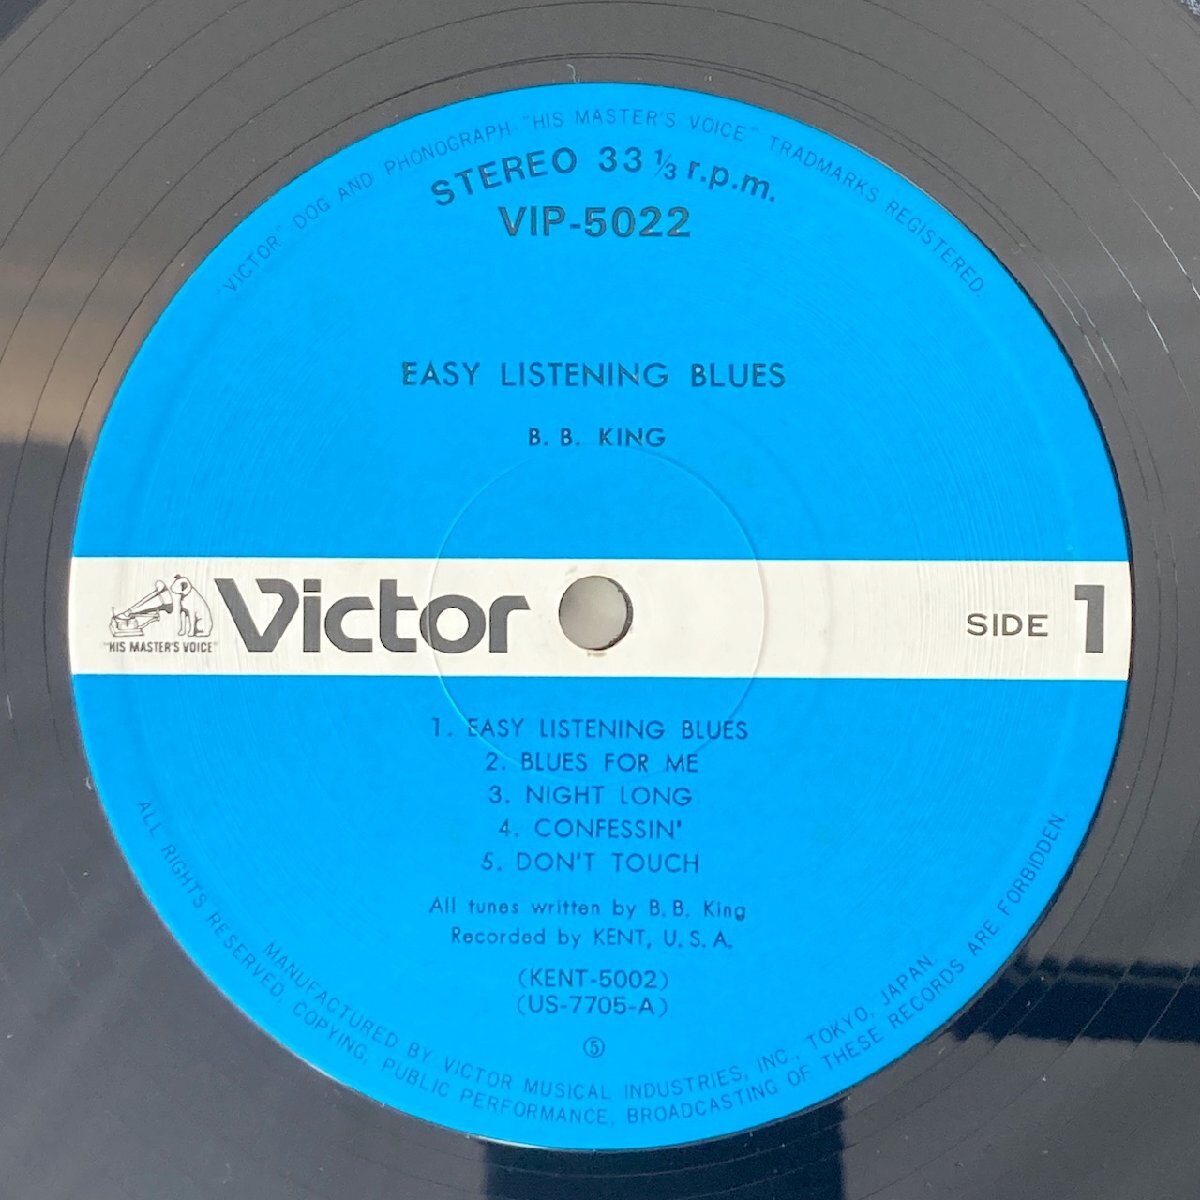 "VICTOR" DOG AND PHONOGRAPH "HIS MASTER'S VOICE" TRADMARKS REGISTERED.
STEREO 33 1/3 r.p.m.
VIP-5022
EASY LISTENING BLUES
B. B. KING
"HIS MASTER'S VOICE"
Victor
SIDE 1
1. EASY LISTENING BLUES
2. BLUES FOR ME
3. NIGHT LONG
4. CONFESSIN'
5. DON'T TOUCH
All tunes written by B. B. King
Recorded by KENT, U. S. A.
(KENT-5002)
(US-7705-A)
⑤
MANUFACTURED BY VICTOR MUSICAL INDUSTRIES, INC., TOKYO, JAPAN
ALL RIGHTS RESERVED, COPYING, PUBLIC PERFORMANCE, BROADCASTING OF THESE RECORDS ARE FORBIDDEN.